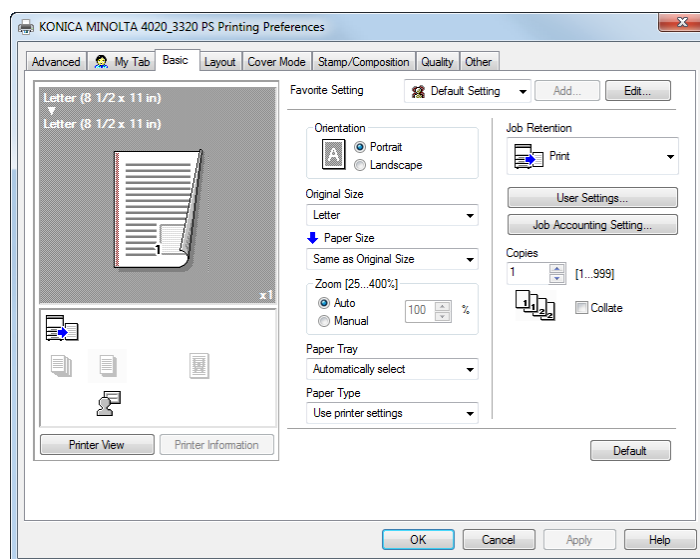 KONICA MINOLTA 4020_3320 PS Printing Preferences
Advanced My Tab Basic Layout Cover Mode Stamp/Composition Quality Other
Letter (8 1/2 x 11 in)
Letter (8 1/2 x 11 in)
1
x1
Printer View Printer Information
Favorite Setting Default Setting Add... Edit...
Orientation
A
Portrait
Landscape
Original Size
Letter
Paper Size
Same as Original Size
Zoom [25...400%]
Auto
Manual
100 %
Paper Tray
Automatically select
Paper Type
Use printer settings
Job Retention
Print
User Settings...
Job Accounting Setting...
Copies
1 [1...999]
1 1 2 2
Collate
Default
OK Cancel Apply Help